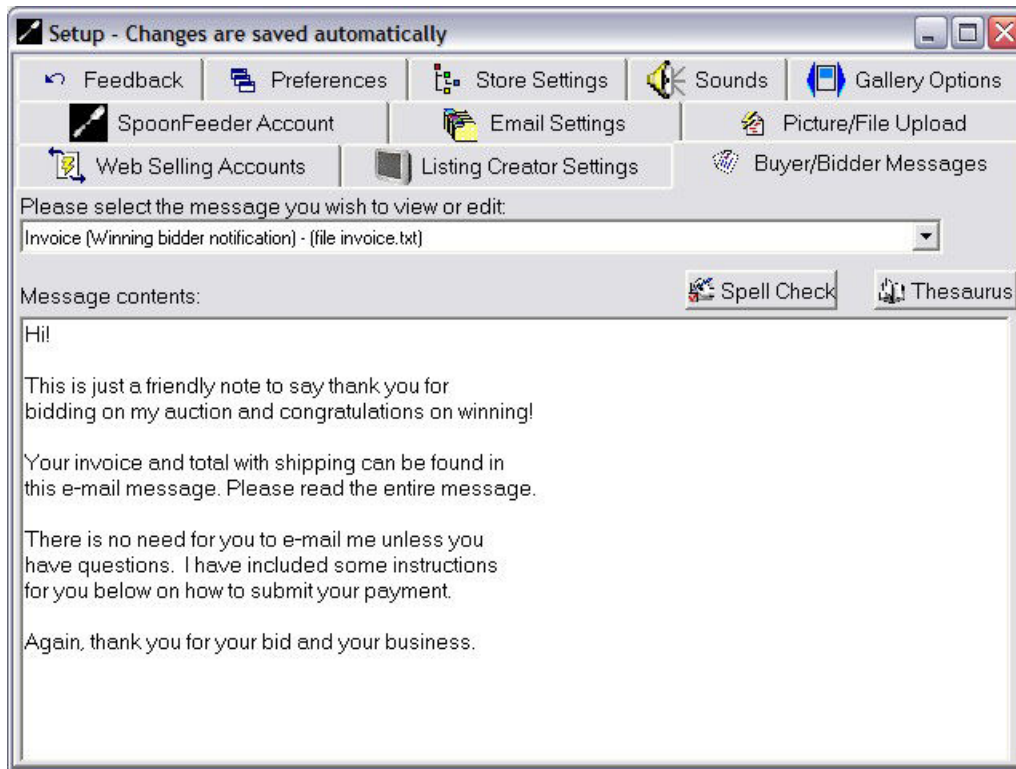 Setup - Changes are saved automatically
Feedback Preferences Store Settings Sounds Gallery Options
SpoonFeeder Account Email Settings Picture/File Upload
Web Selling Accounts Listing Creator Settings Buyer/Bidder Messages
Please select the message you wish to view or edit:
Invoice (Winning bidder notification) - (file invoice.txt)
Message contents: Spell Check Thesaurus
Hi!
This is just a friendly note to say thank you for
bidding on my auction and congratulations on winning!
Your invoice and total with shipping can be found in
this e-mail message. Please read the entire message.
There is no need for you to e-mail me unless you
have questions.  I have included some instructions
for you below on how to submit your payment.
Again, thank you for your bid and your business.